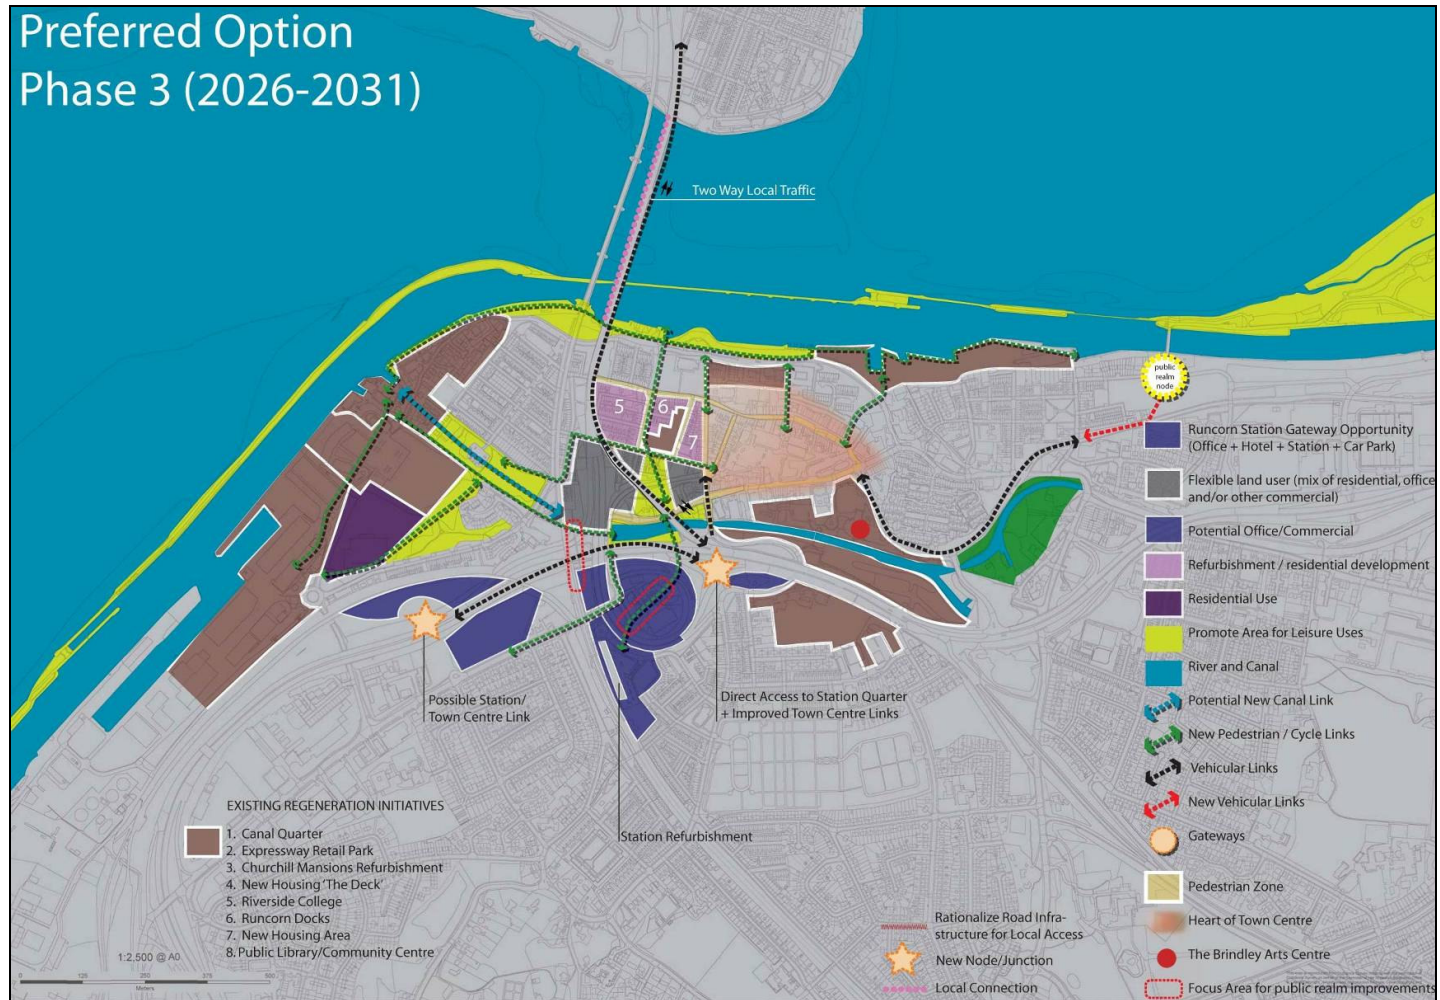 Preferred Option
Phase 3 (2026-2031)
Two Way Local Traffic
public
realm
node
5
6
7
Runcorn Station Gateway Opportunity
(Office + Hotel + Station + Car Park)
Flexible land user (mix of residential, office
and/or other commercial)
Potential Office/Commercial
Refurbishment / residential development
Residential Use
Promote Area for Leisure Uses
River and Canal
Potential New Canal Link
New Pedestrian / Cycle Links
Vehicular Links
New Vehicular Links
Gateways
Pedestrian Zone
Heart of Town Centre
The Brindley Arts Centre
Focus Area for public realm improvements
Possible Station/
Town Centre Link
Direct Access to Station Quarter
+ Improved Town Centre Links
Station Refurbishment
EXISTING REGENERATION INITIATIVES
1. Canal Quarter
2. Expressway Retail Park
3. Churchill Mansions Refurbishment
4. New Housing 'The Deck'
5. Riverside College
6. Runcorn Docks
7. New Housing Area
8. Public Library/Community Centre
1:2,500 @ A0
0 125 250 375 500
Meters
Rationalize Road Infra-
structure for Local Access
New Node/Junction
Local Connection